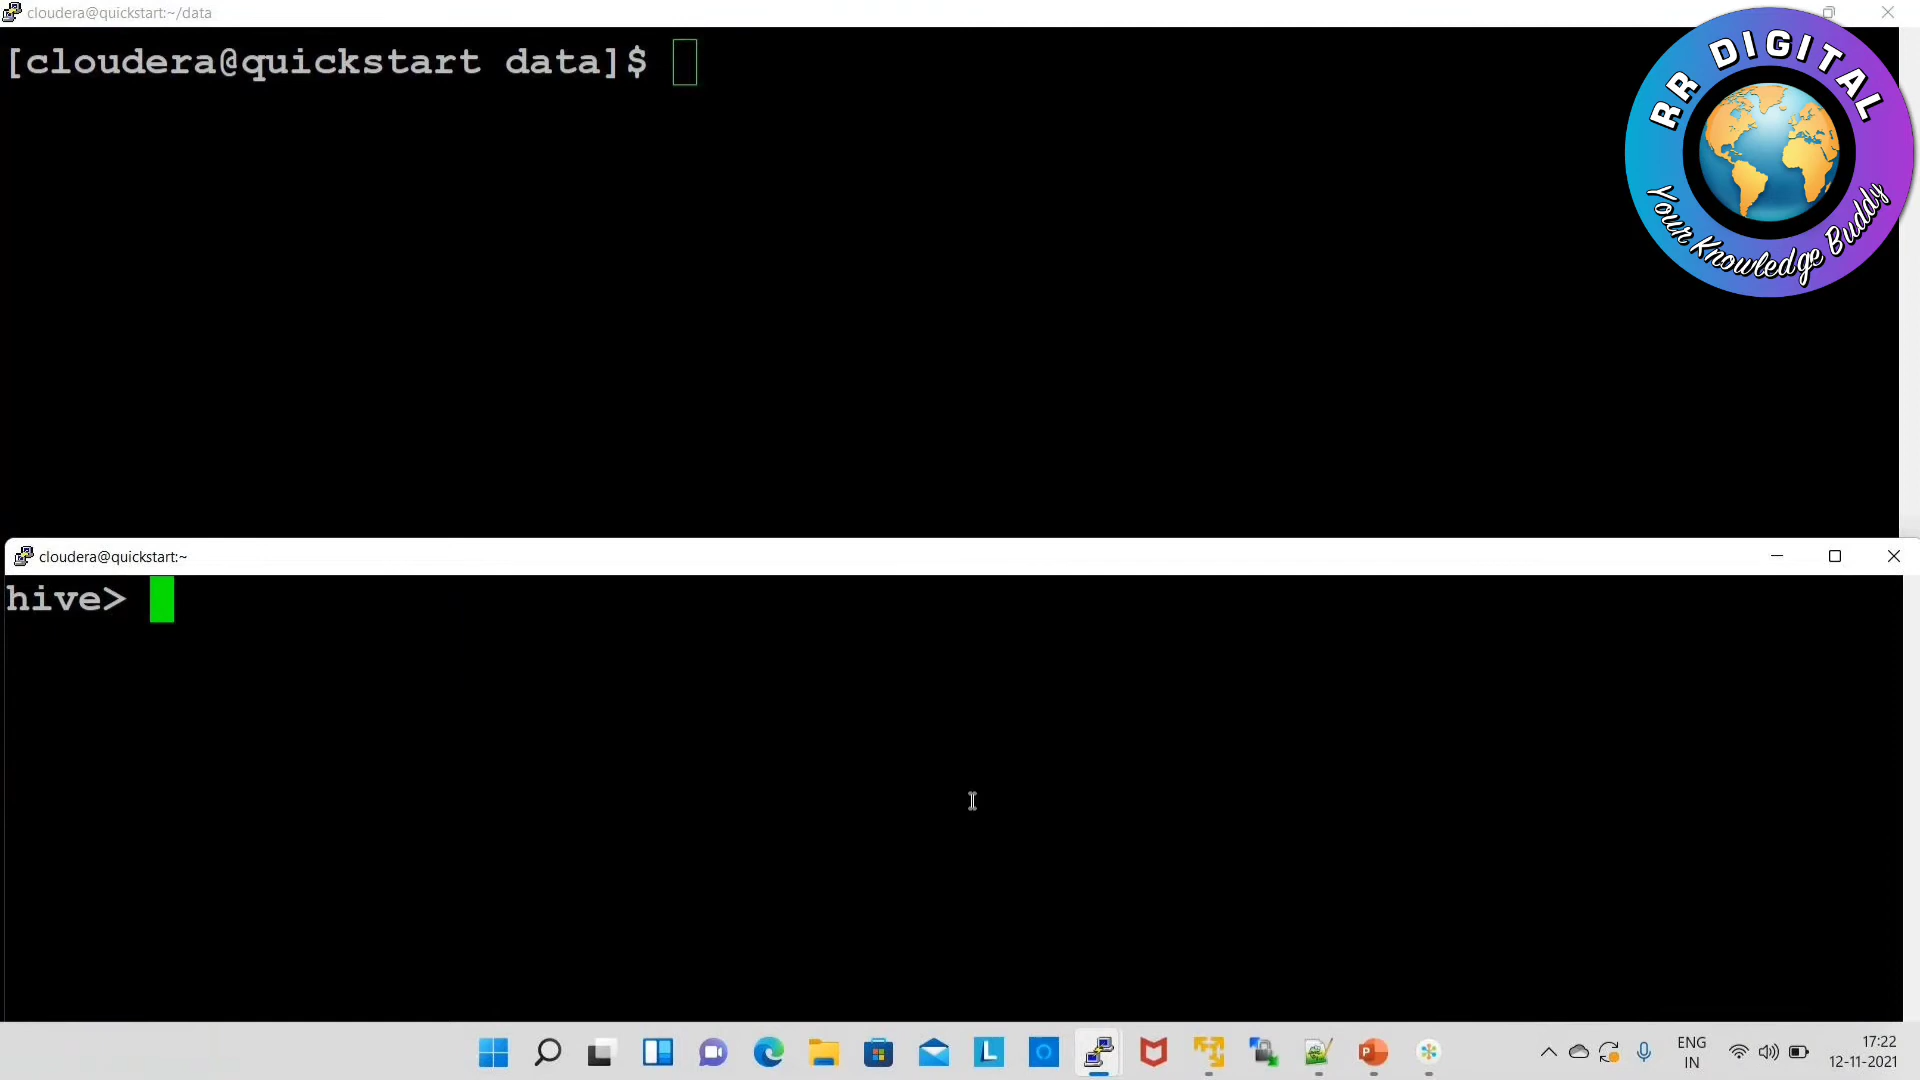 cloudera@quickstart:~/data
[cloudera@quickstart data]$
RR DIGITAL
Your Knowledge Buddy
cloudera@quickstart:~
hive>
ENG
IN
17:22
12-11-2021